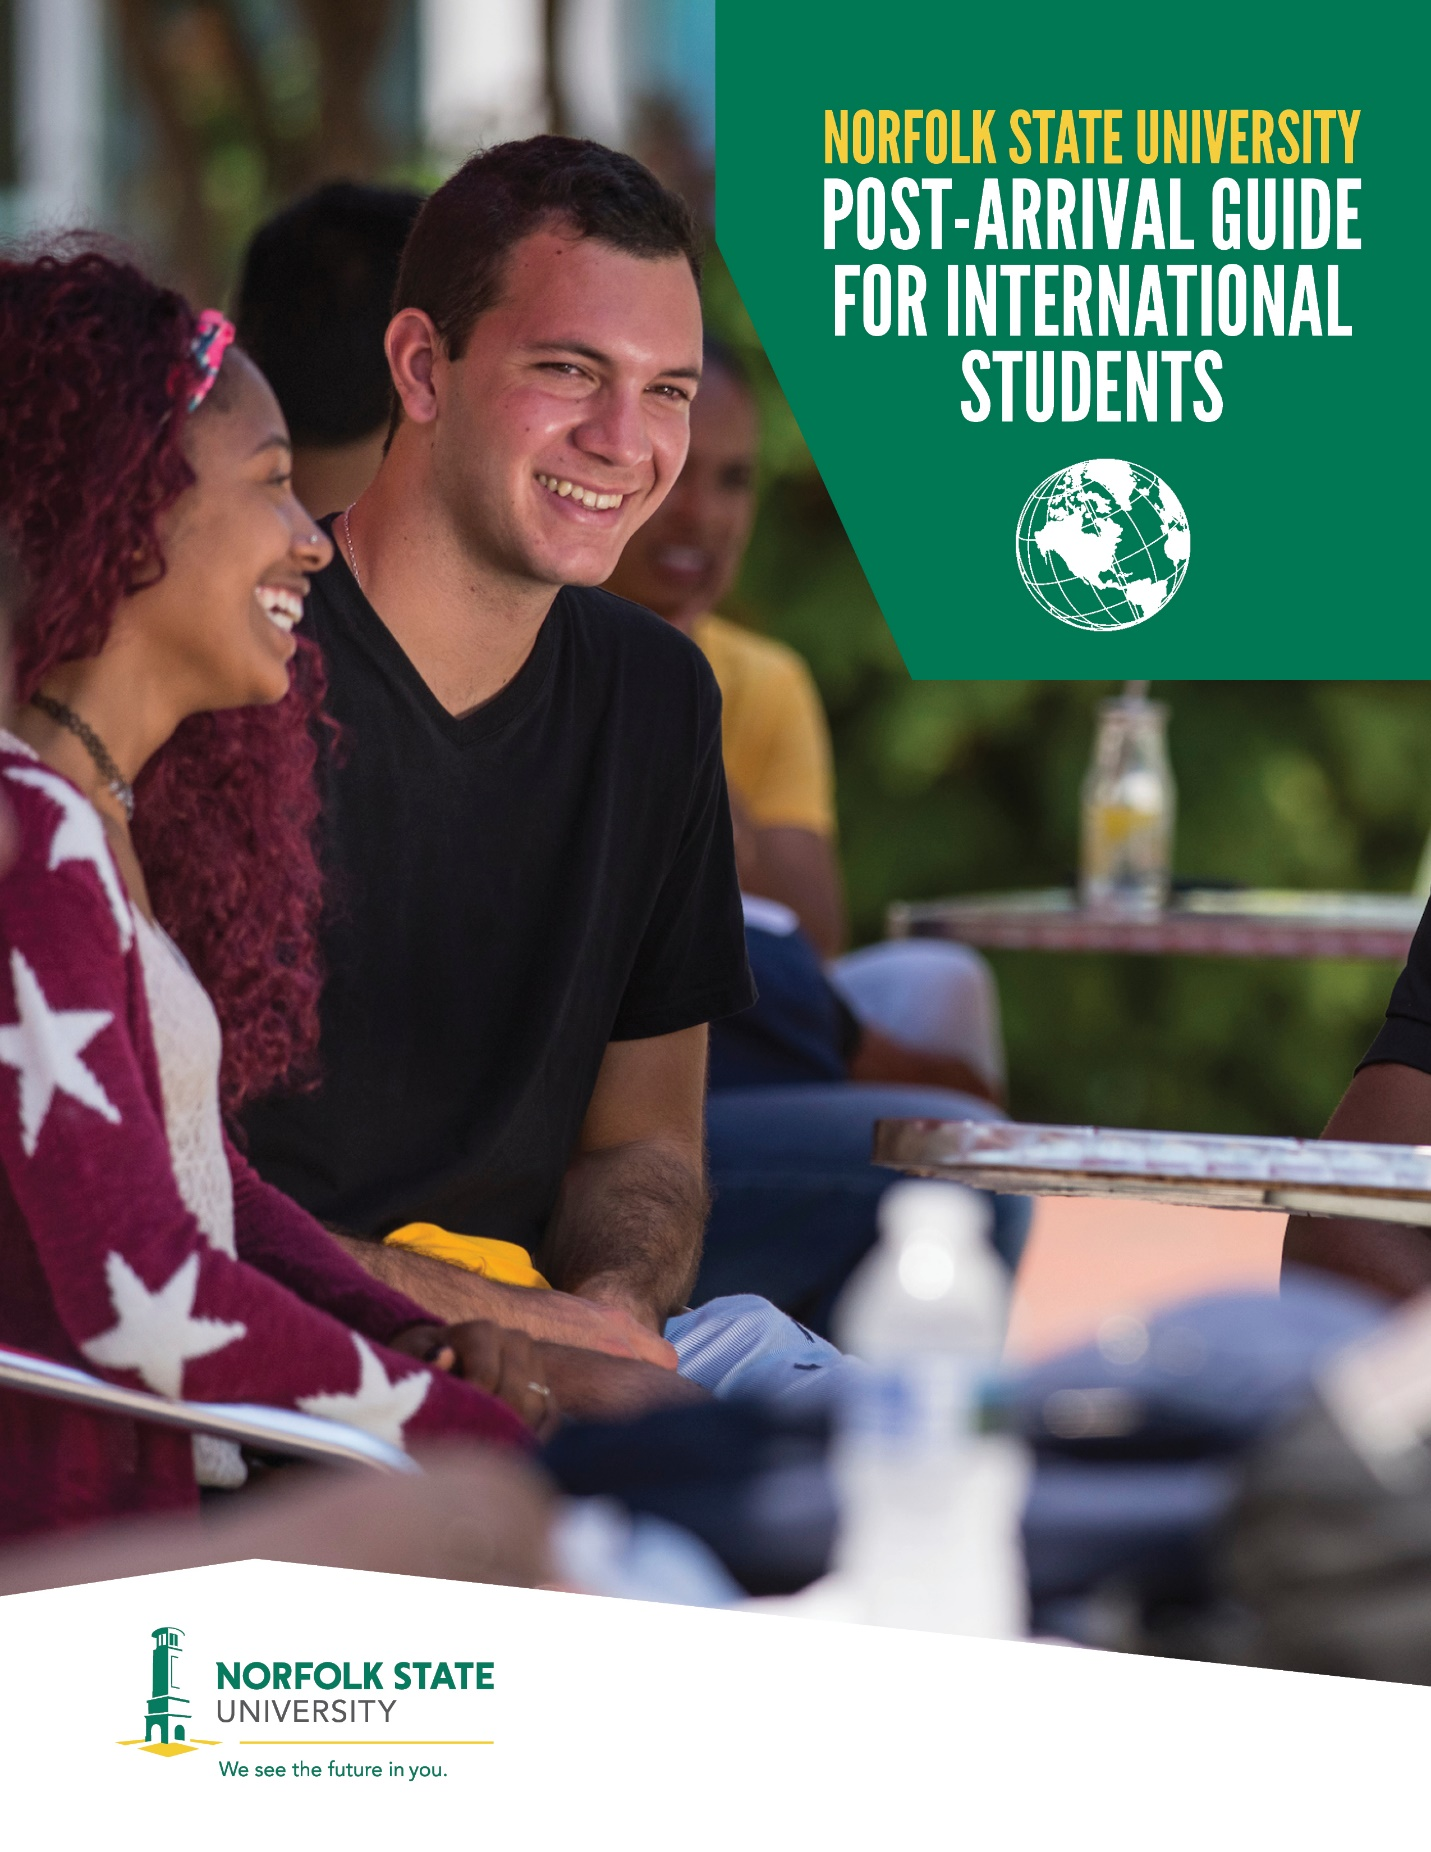 NORFOLK STATE UNIVERSITY
POST-ARRIVAL GUIDE
FOR INTERNATIONAL
STUDENTS
NORFOLK STATE
UNIVERSITY
We see the future in you.